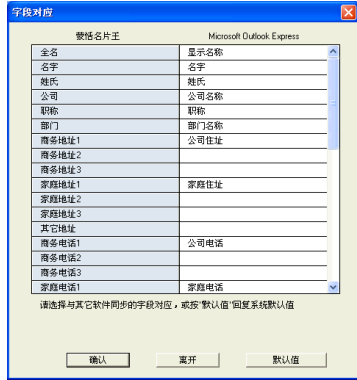 字段对应
蒙恬名片王 Microsoft Outlook Express
全名 显示名称
名字 名字
姓氏 姓氏
公司 公司名称
职称 职称
部门 部门名称
商务地址1 公司住址
商务地址2
商务地址3
家庭地址1 家庭住址
家庭地址2
家庭地址3
其它地址
商务电话1 公司电话
商务电话2
商务电话3
家庭电话1 家庭电话
请选择与其它软件同步的字段对应，或按"默认值"回复系统默认值
确认 离开 默认值